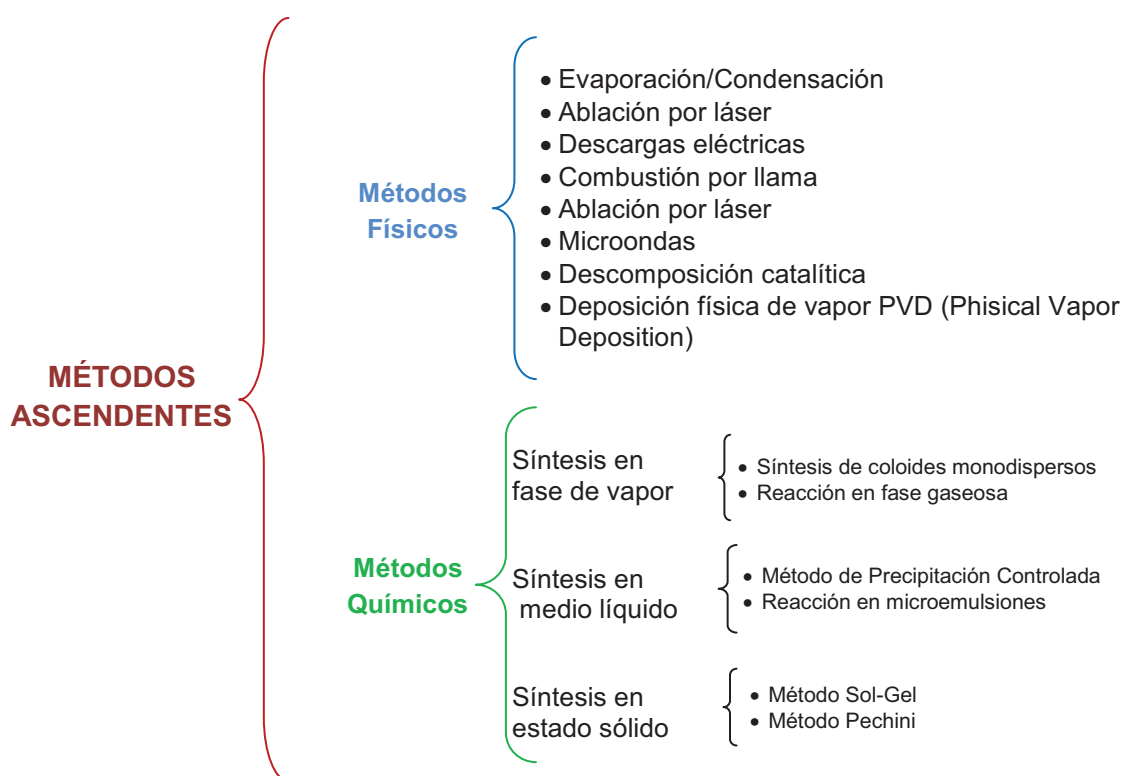 MÉTODOS
ASCENDENTES
Métodos
Físicos
• Evaporación/Condensación
• Ablación por láser
• Descargas eléctricas
• Combustión por llama
• Ablación por láser
• Microondas
• Descomposición catalítica
• Deposición física de vapor PVD (Phisical Vapor
Deposition)
Métodos
Químicos
Síntesis en
fase de vapor
• Síntesis de coloides monodispersos
• Reacción en fase gaseosa
Síntesis en
medio líquido
• Método de Precipitación Controlada
• Reacción en microemulsiones
Síntesis en
estado sólido
• Método Sol-Gel
• Método Pechini